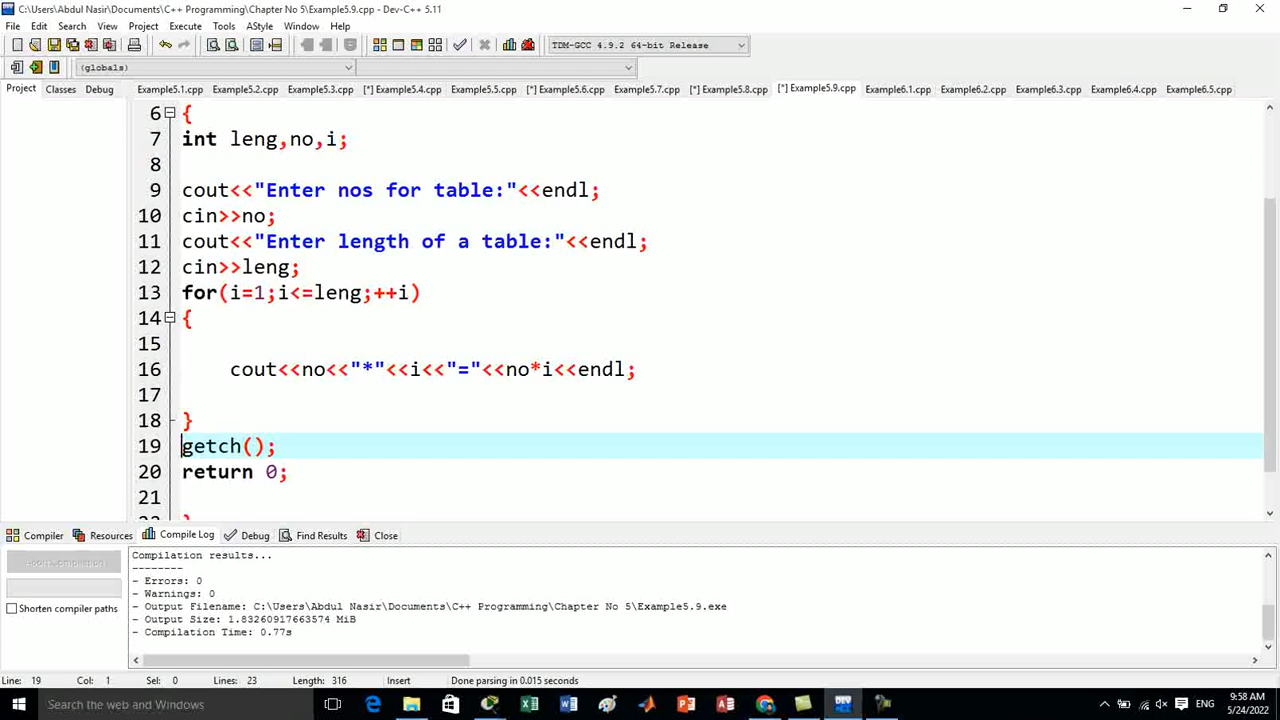 C:\Users\Abdul Nasir\Documents\C++ Programming\Chapter No 5\Example5.9.cpp - Dev-C++ 5.11
File Edit Search View Project Execute Tools AStyle Window Help
TDM-GCC 4.9.2 64-bit Release
(globals)
Project Classes Debug Example5.1.cpp Example5.2.cpp Example5.3.cpp [*] Example5.4.cpp Example5.5.cpp [*] Example5.6.cpp Example5.7.cpp [*] Example5.8.cpp [*] Example5.9.cpp Example6.1.cpp Example6.2.cpp Example6.3.cpp Example6.4.cpp Example6.5.cpp
6 {
7 int leng,no,i;
8
9 cout<<"Enter nos for table:"<<endl;
10 cin>>no;
11 cout<<"Enter length of a table:"<<endl;
12 cin>>leng;
13 for(i=1;i<=leng;++i)
14 {
15
16 cout<<no<<"*"<<i<<"="<<no*i<<endl;
17
18 }
19 getch();
20 return 0;
21
Compiler Resources Compile Log Debug Find Results Close
Abort Compilation
Shorten compiler paths
Compilation results...
--------
- Errors: 0
- Warnings: 0
- Output Filename: C:\Users\Abdul Nasir\Documents\C++ Programming\Chapter No 5\Example5.9.exe
- Output Size: 1.83260917663574 MiB
- Compilation Time: 0.77s
Line: 19 Col: 1 Sel: 0 Lines: 23 Length: 316 Insert Done parsing in 0.015 seconds
Search the web and Windows
DEV
ENG
9:58 AM
5/24/2022